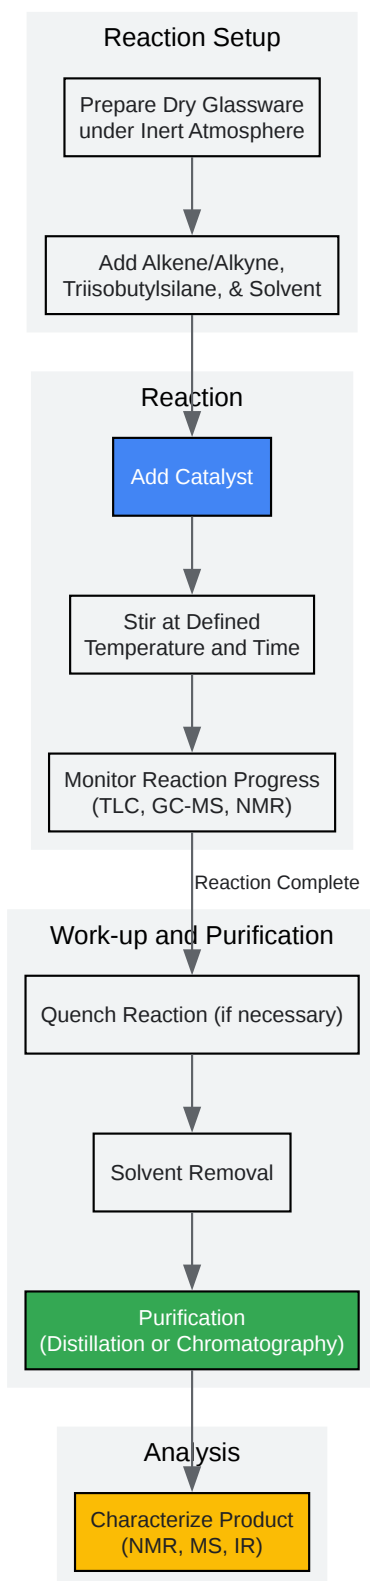 Reaction Setup
Prepare Dry Glassware
under Inert Atmosphere
Add Alkene/Alkyne,
Triisobutylsilane, & Solvent
Reaction
Add Catalyst
Stir at Defined
Temperature and Time
Monitor Reaction Progress
(TLC, GC-MS, NMR)
Reaction Complete
Work-up and Purification
Quench Reaction (if necessary)
Solvent Removal
Purification
(Distillation or Chromatography)
Analysis
Characterize Product
(NMR, MS, IR)